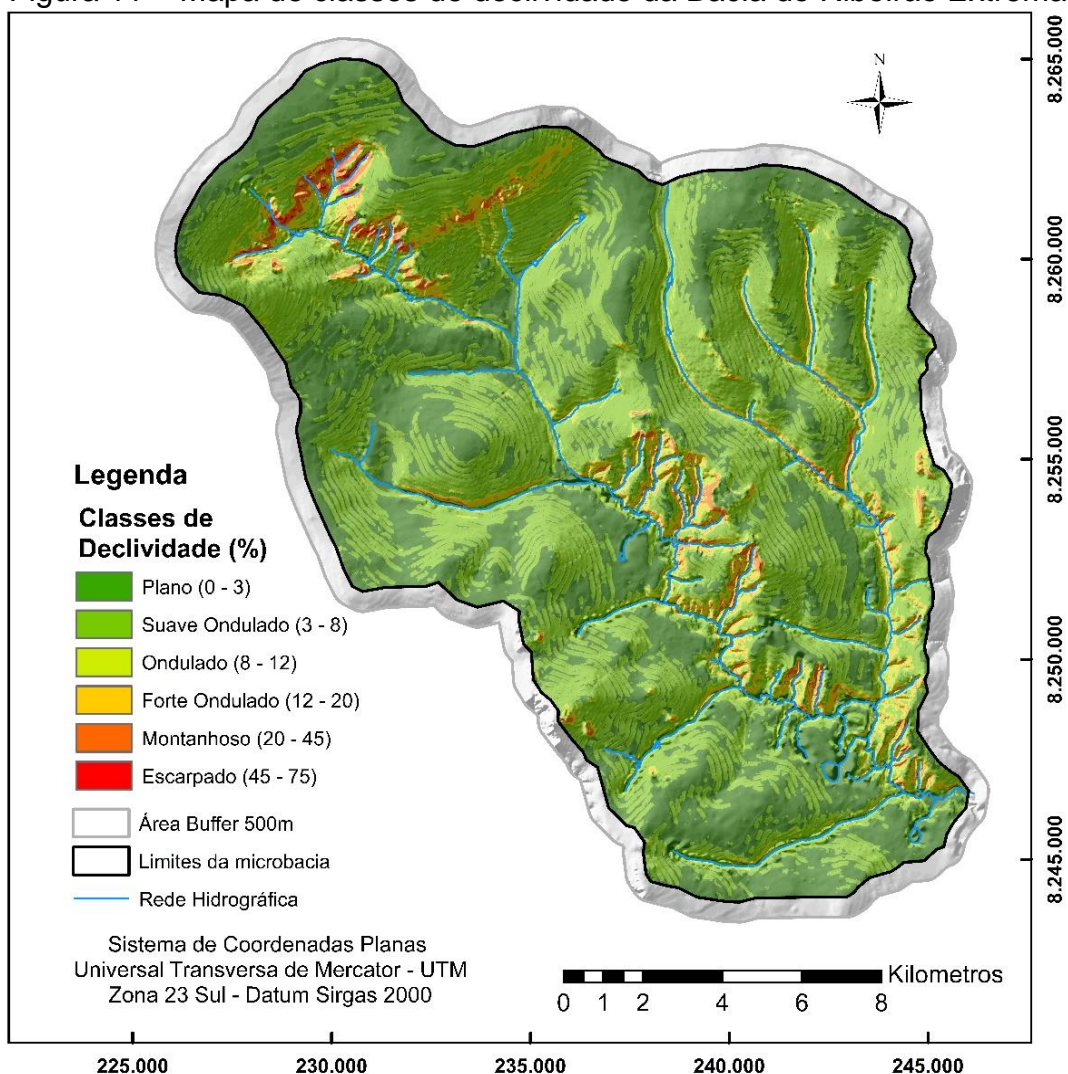 Figura – Mapa de classes de declividade da Bacia do Ribeirão Extrema
N
8.265.000
8.260.000
8.255.000
8.250.000
8.245.000
Legenda
Classes de
Declividade (%)
Plano (0 - 3)
Suave Ondulado (3 - 8)
Ondulado (8 - 12)
Forte Ondulado (12 - 20)
Montanhoso (20 - 45)
Escarpado (45 - 75)
Área Buffer 500m
Limites da microbacia
Rede Hidrográfica
Sistema de Coordenadas Planas
Universal Transversa de Mercator - UTM
Zona 23 Sul - Datum Sirgas 2000
Kilometros
0 1 2 4 6 8
225.000 230.000 235.000 240.000 245.000